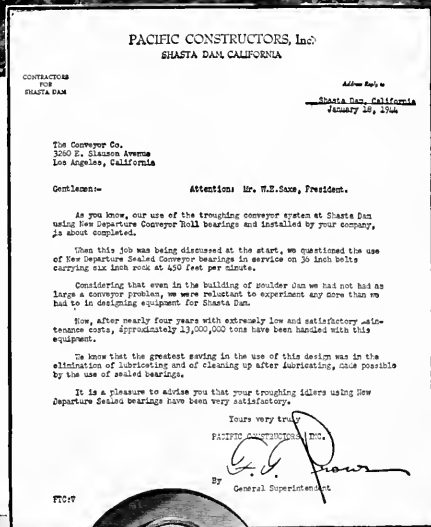 PACIFIC CONSTRUCTORS, Inc.
SHASTA DAM, CALIFORNIA
CONTRACTORS
FOR
SHASTA DAM
Address Reply to
Shasta Dam, California
January 18, 1944
The Conveyor Co.
3260 E. Slauson Avenue
Los Angeles, California
Gentlemen:- Attention: Mr. W.E.Saxe, President.
As you know, our use of the troughing conveyor system at Shasta Dam
using New Departure Conveyor Roll bearings and installed by your company,
is about completed.
When this job was being discussed at the start, we questioned the use
of New Departure Sealed Conveyor bearings in service on 36 inch belts
carrying six inch rock at 450 feet per minute.
Considering that even in the building of Boulder Dam we had not had as
large a conveyor problem, we were reluctant to experiment any more than we
had to in designing equipment for Shasta Dam.
Now, after nearly four years with extremely low and satisfactory main-
tenance costs, approximately 13,000,000 tons have been handled with this
equipment.
We know that the greatest saving in the use of this design was in the
elimination of lubricating and of cleaning up after lubricating, made possible
by the use of sealed bearings.
It is a pleasure to advise you that your troughing idlers using New
Departure Sealed bearings have been very satisfactory.
Yours very truly
PACIFIC CONSTRUCTORS, INC.
By
General Superintendent
FTC:V